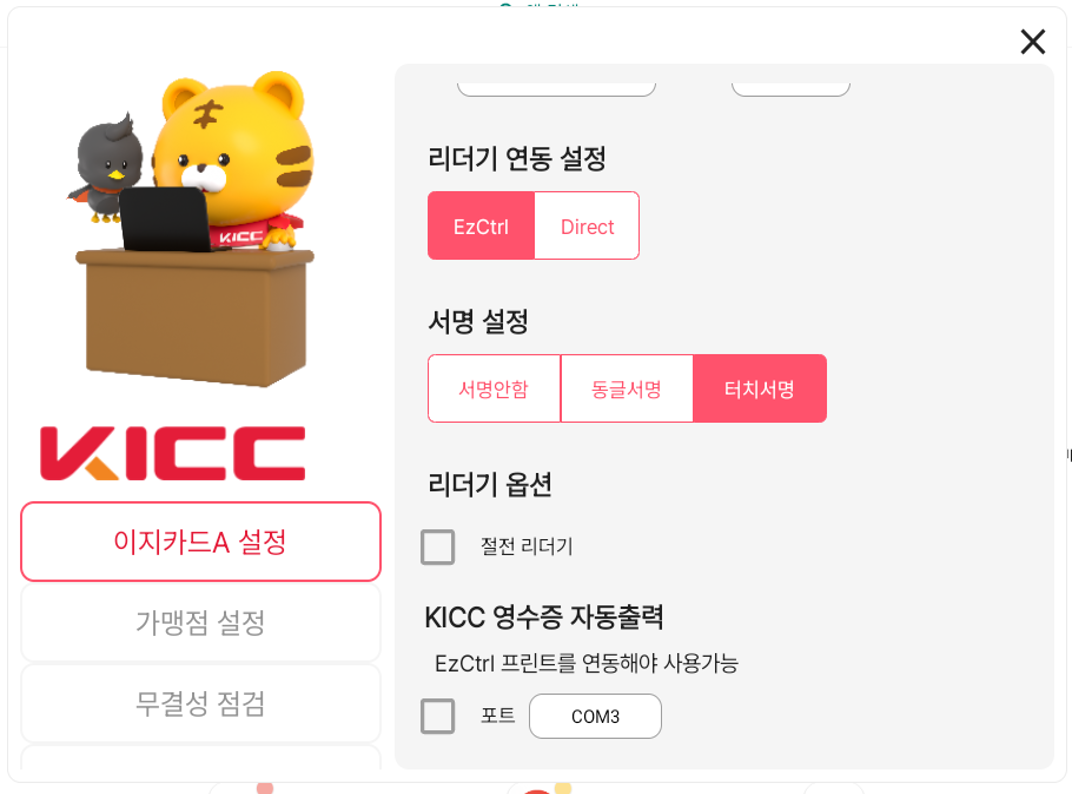 KICC
KICC
이지카드A 설정
가맹점 설정
무결성 점검
리더기 연동 설정
EzCtrl
Direct
서명 설정
서명안함
동글서명
터치서명
리더기 옵션
절전 리더기
KICC 영수증 자동출력
EzCtrl 프린트를 연동해야 사용가능
포트
COM3